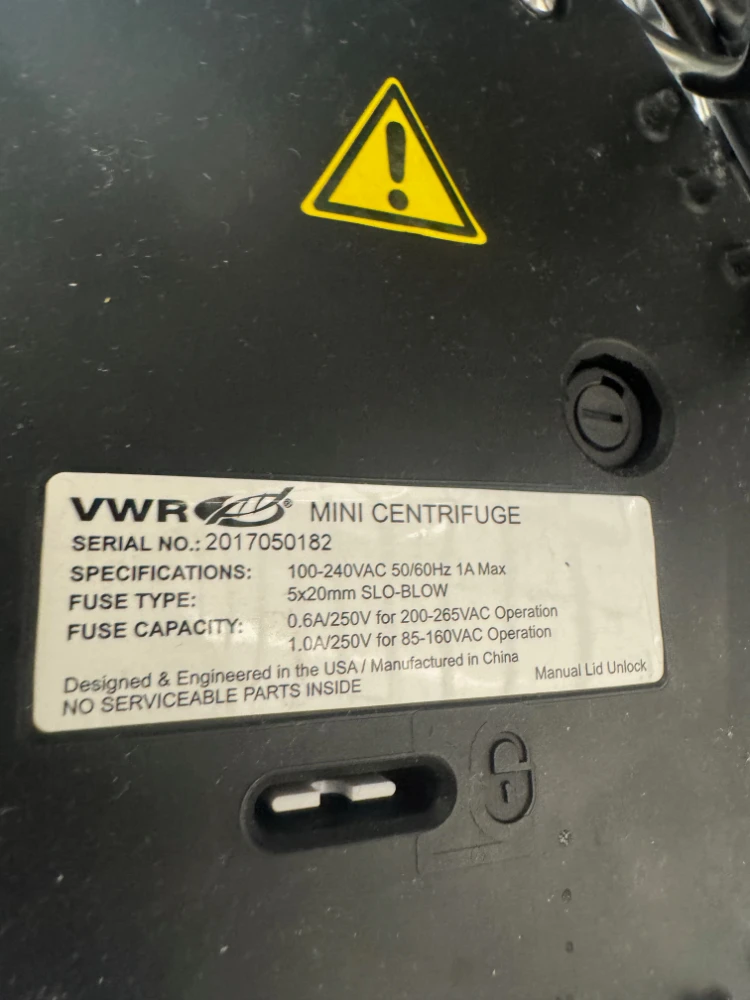 !
VWR® MINI CENTRIFUGE
SERIAL NO.: 2017050182
SPECIFICATIONS: 100-240VAC 50/60Hz 1A Max
FUSE TYPE: 5x20mm SLO-BLOW
FUSE CAPACITY: 0.6A/250V for 200-265VAC Operation
1.0A/250V for 85-160VAC Operation
Designed & Engineered in the USA / Manufactured in China
NO SERVICEABLE PARTS INSIDE
Manual Lid Unlock